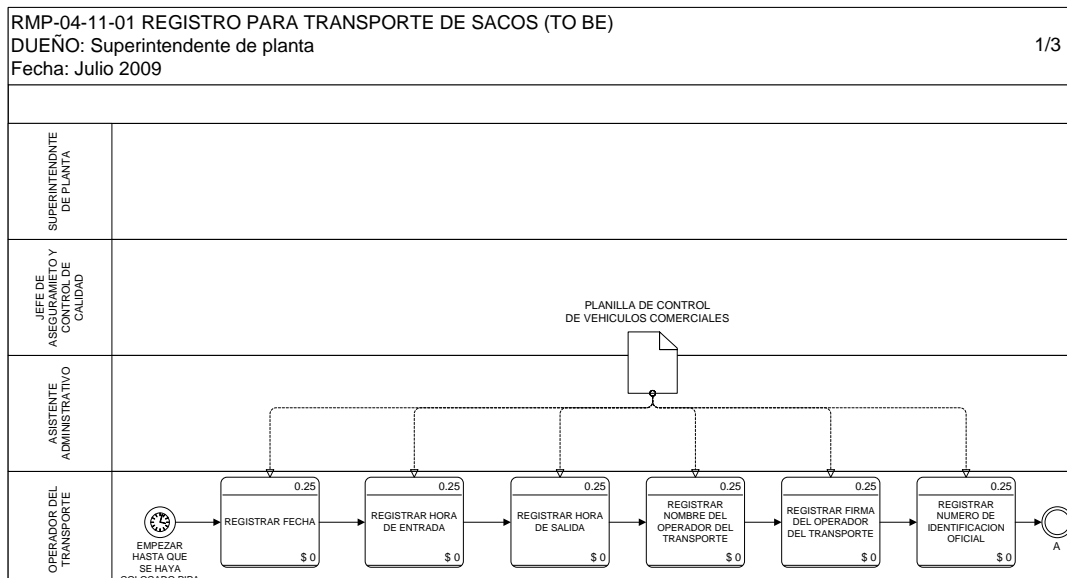 RMP-04-11-01 REGISTRO PARA TRANSPORTE DE SACOS (TO BE)
DUEÑO: Superintendente de planta
1/3
Fecha: Julio 2009
SUPERINTENDNTE
DE PLANTA
JEFE DE
ASEGURAMIETO Y
CONTROL DE
CALIDAD
PLANILLA DE CONTROL
DE VEHICULOS COMERCIALES
ASISTENTE
ADMINISTRATIVO
OPERADOR DEL
TRANSPORTE
EMPEZAR
HASTA QUE
SE HAYA
0.25
REGISTRAR FECHA
$ 0
0.25
REGISTRAR HORA
DE ENTRADA
$ 0
0.25
REGISTRAR HORA
DE SALIDA
$ 0
0.25
REGISTRAR
NOMBRE DEL
OPERADOR DEL
TRANSPORTE
$ 0
0.25
REGISTRAR FIRMA
DEL OPERADOR
DEL TRANSPORTE
$ 0
0.25
REGISTRAR
NUMERO DE
IDENTIFICACION
OFICIAL
$ 0
A